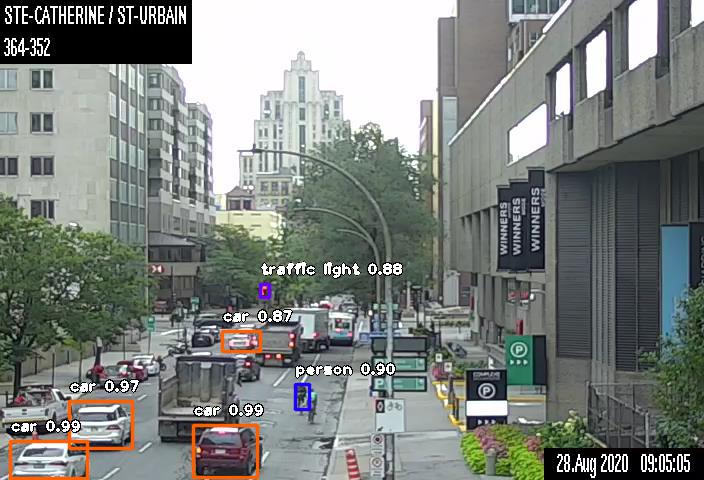 STE-CATHERINE / ST-URBAIN
364-352
traffic light 0.88
car 0.87
person 0.90
car 0.97
car 0.99
car 0.99
WINNERS
WINNERS
WINNERS
P
COMPLEXE
P
28.Aug 2020 09:05:05